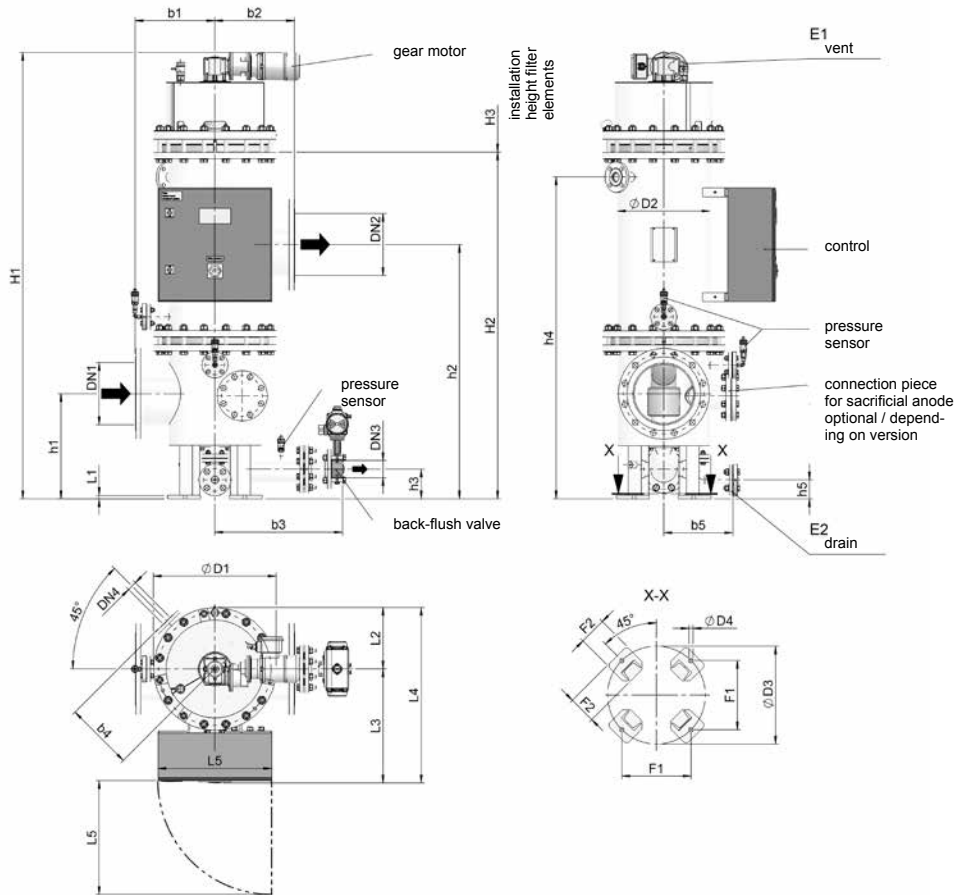 b1
b2
gear motor
E1
vent
installation
height filter
elements
H3
ØD2
DN2
control
H1
H2
h4
h2
pressure
sensor
DN1
pressure
sensor
connection piece
for sacrificial anode
optional / depend-
ing on version
h1
DN3
X
X
L1
h3
h5
b3
back-flush valve
b5
E2
drain
ØD1
DN4
45°
X-X
F2
45°
ØD4
L2
L4
F2
F1
ØD3
b4
L3
L5
F1
L5